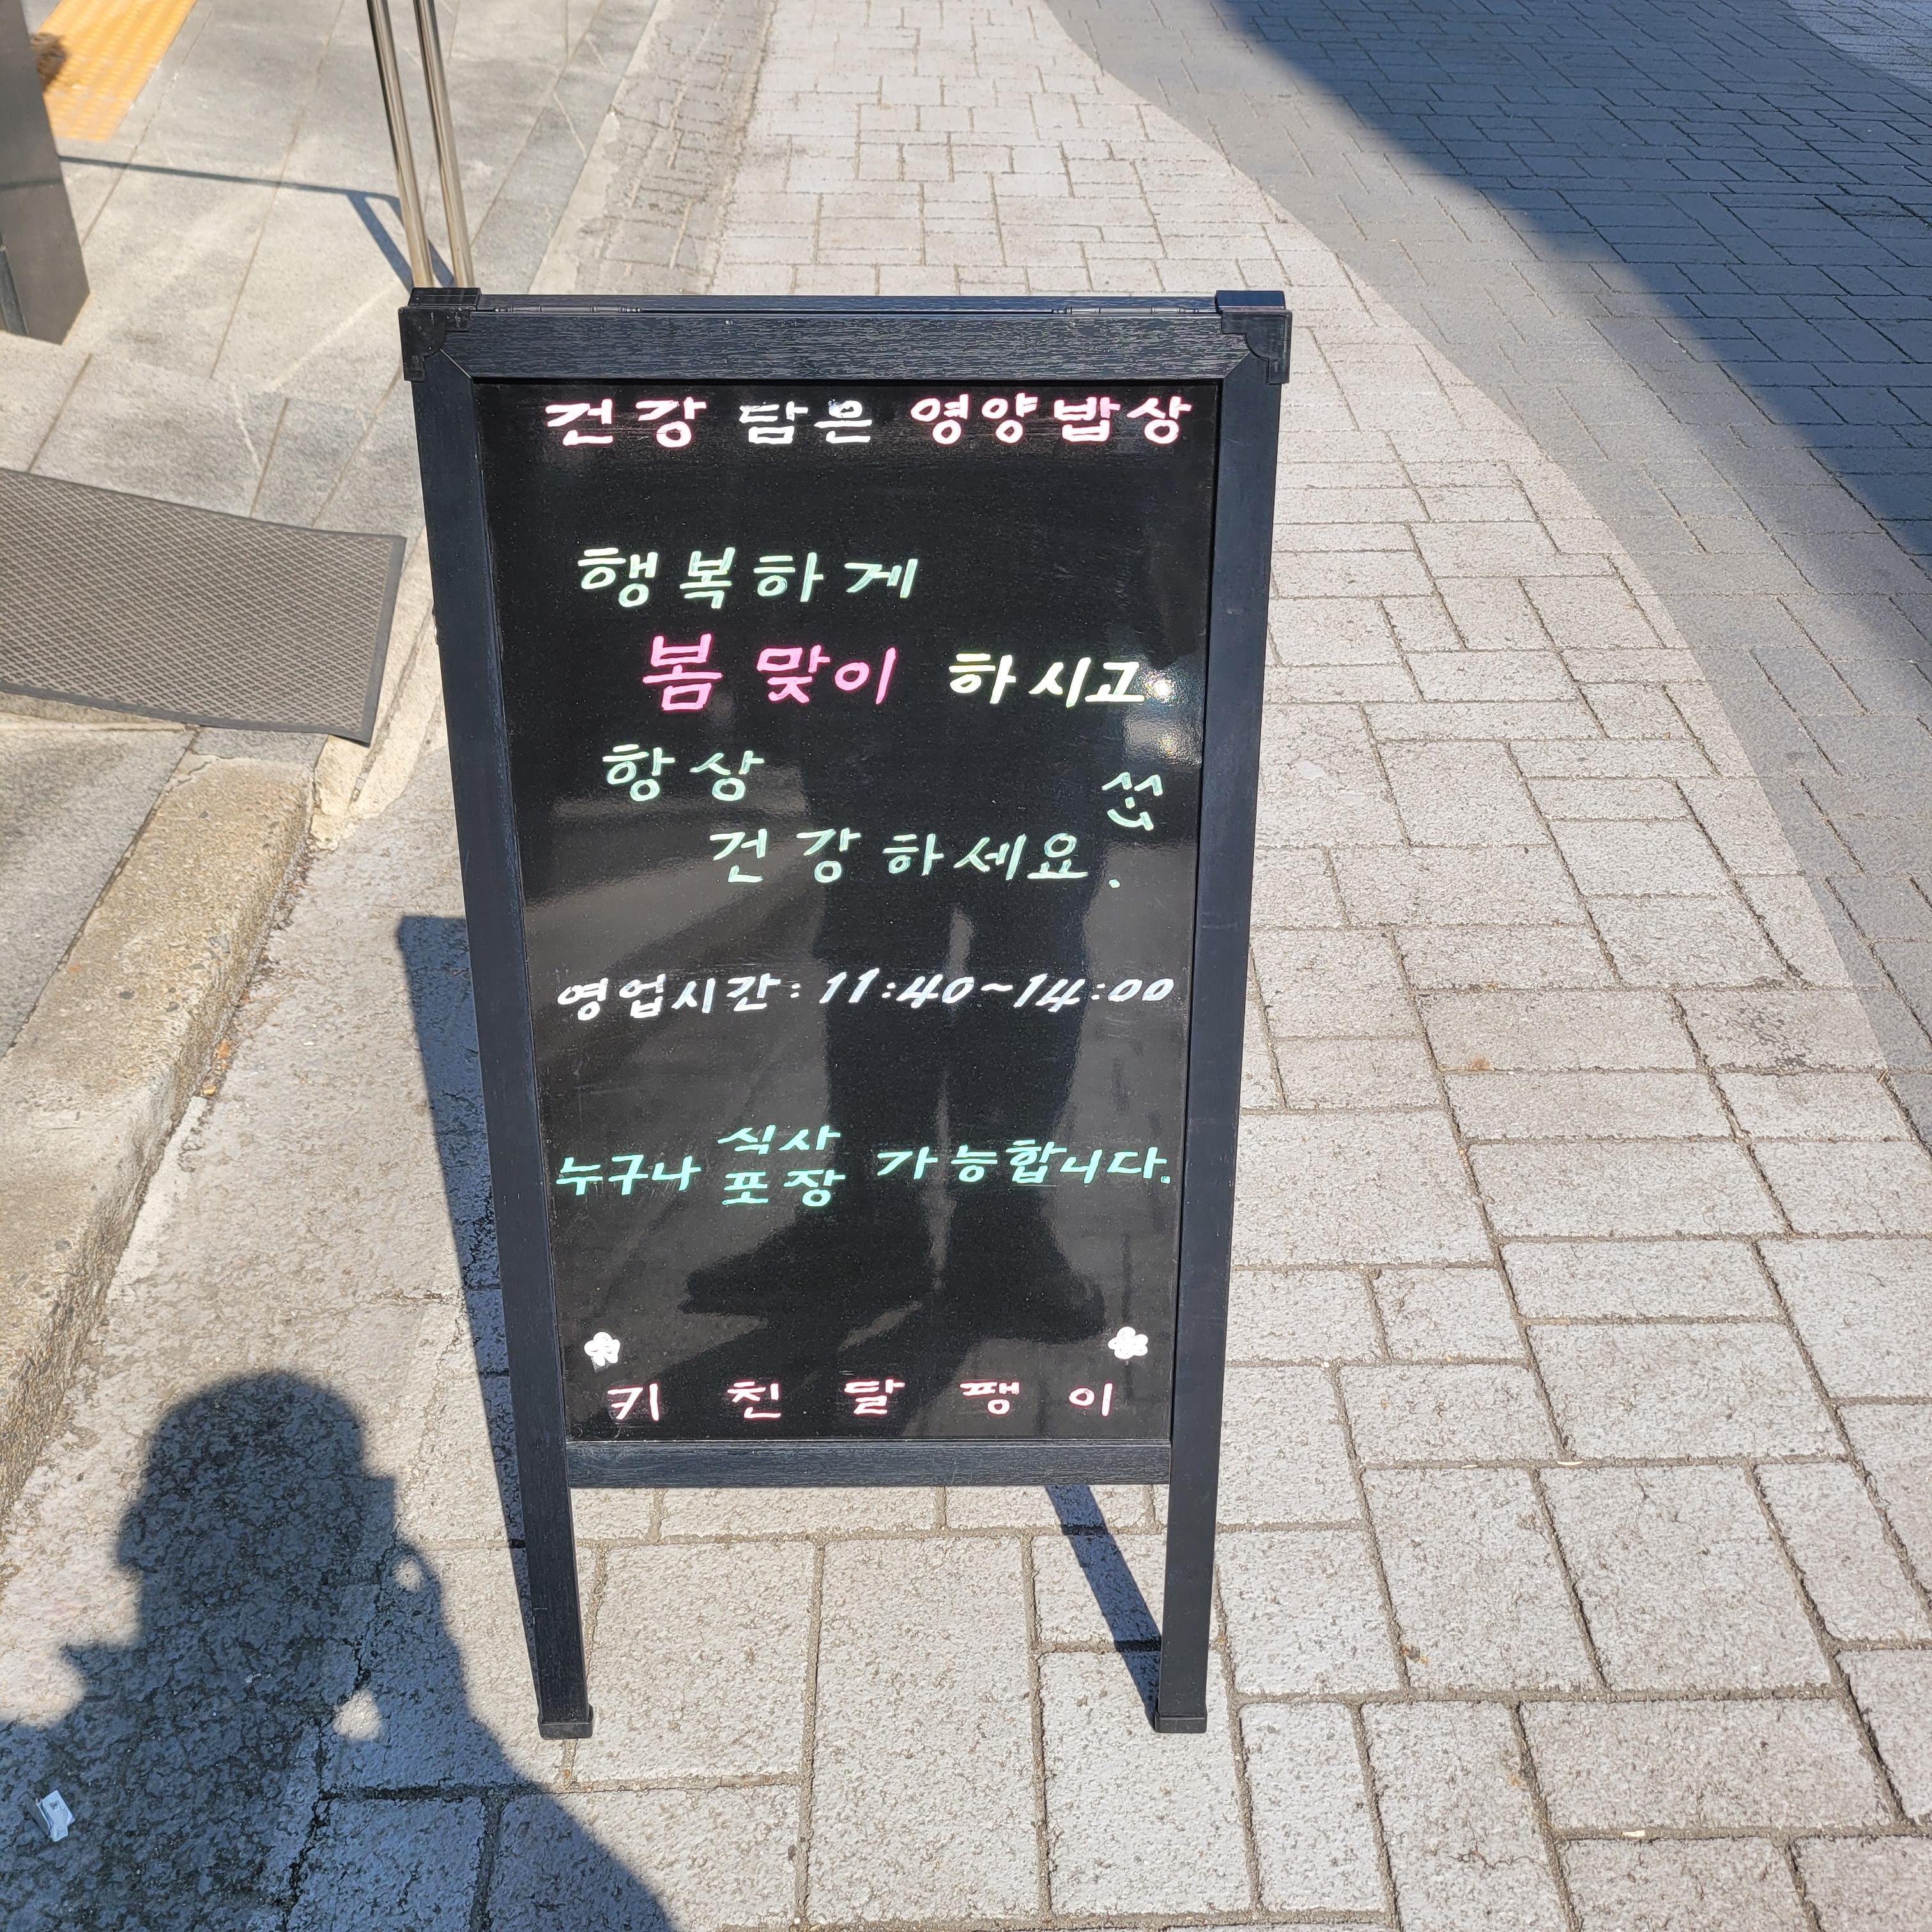 건강 담은 영양밥상
행복하게
봄 맞이 하시고
항상
^^
건강하세요.
영업시간: 11:40~14:00
누구나 식사 포장 가능합니다.
키친달팽이